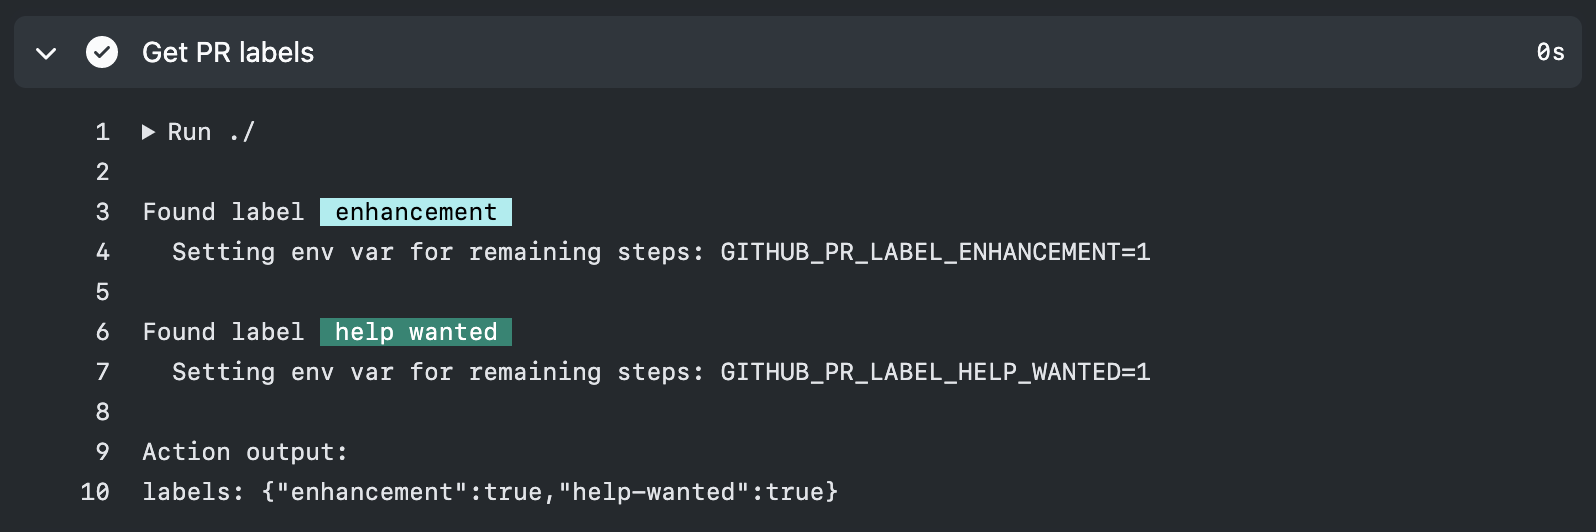 Get PR labels 0s
1 ▶ Run ./
2
3 Found label enhancement
4 Setting env var for remaining steps: GITHUB_PR_LABEL_ENHANCEMENT=1
5
6 Found label help wanted
7 Setting env var for remaining steps: GITHUB_PR_LABEL_HELP_WANTED=1
8
9 Action output:
10 labels: {"enhancement":true,"help-wanted":true}